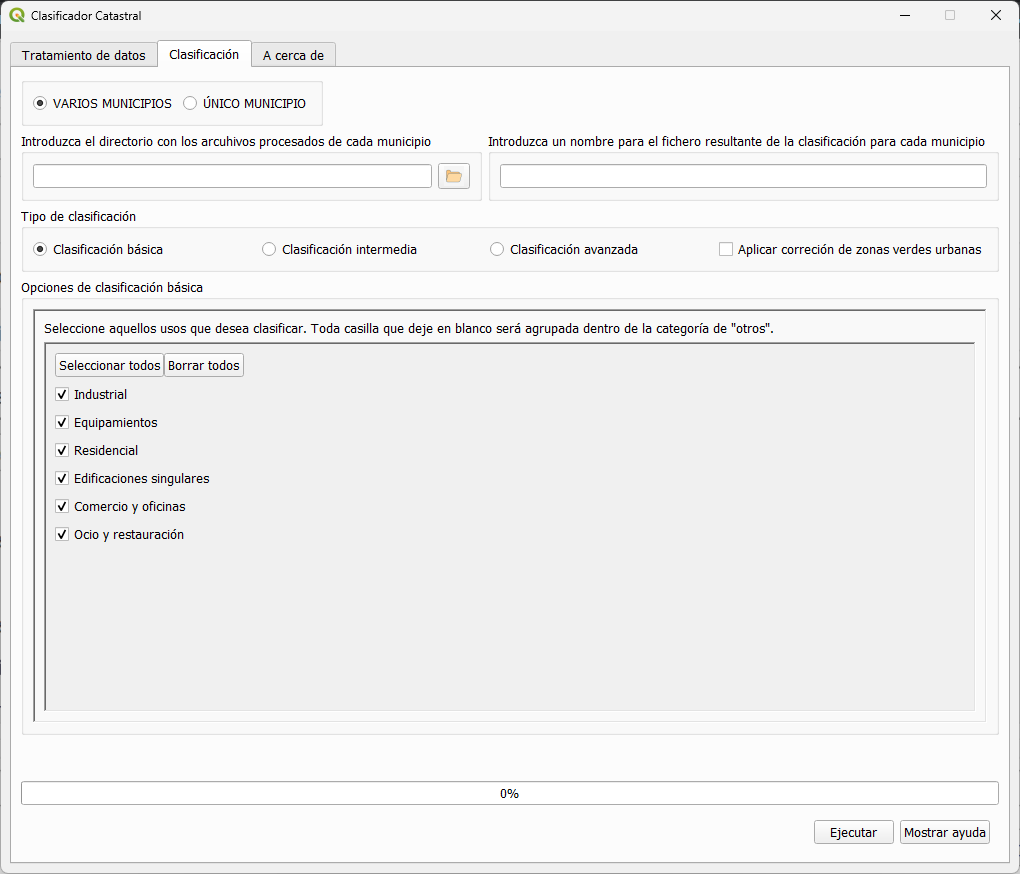 Clasificador Catastral
Tratamiento de datos
Clasificación
A cerca de
VARIOS MUNICIPIOS
ÚNICO MUNICIPIO
Introduzca el directorio con los arcuhivos procesados de cada municipio
Introduzca un nombre para el fichero resultante de la clasificación para cada municipio
Tipo de clasificación
Clasificación básica
Clasificación intermedia
Clasificación avanzada
Aplicar correción de zonas verdes urbanas
Opciones de clasificación básica
Seleccione aquellos usos que desea clasificar. Toda casilla que deje en blanco será agrupada dentro de la categoría de "otros".
Seleccionar todos
Borrar todos
Industrial
Equipamientos
Residencial
Edificaciones singulares
Comercio y oficinas
Ocio y restauración
0%
Ejecutar
Mostrar ayuda